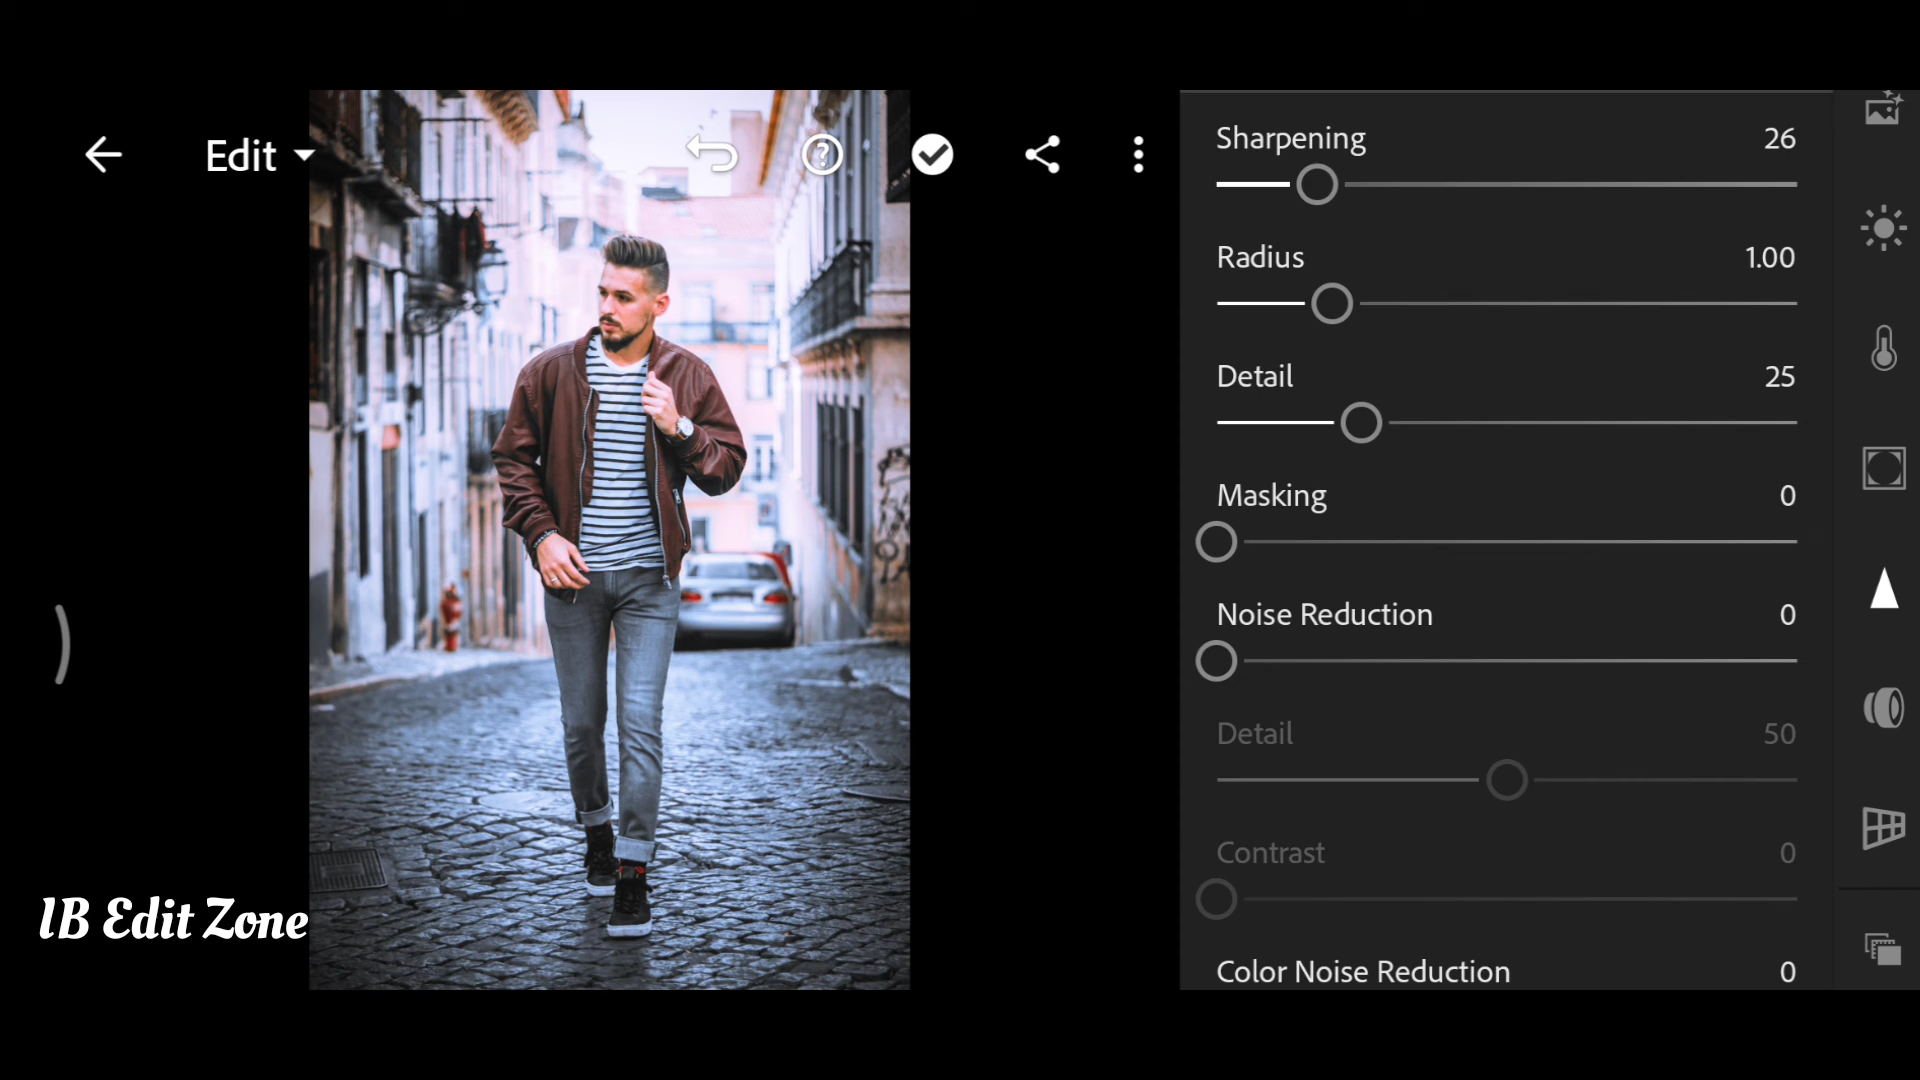 Edit
Sharpening 26
Radius 1.00
Detail 25
Masking 0
Noise Reduction 0
Detail 50
Contrast 0
Color Noise Reduction 0
IB Edit Zone